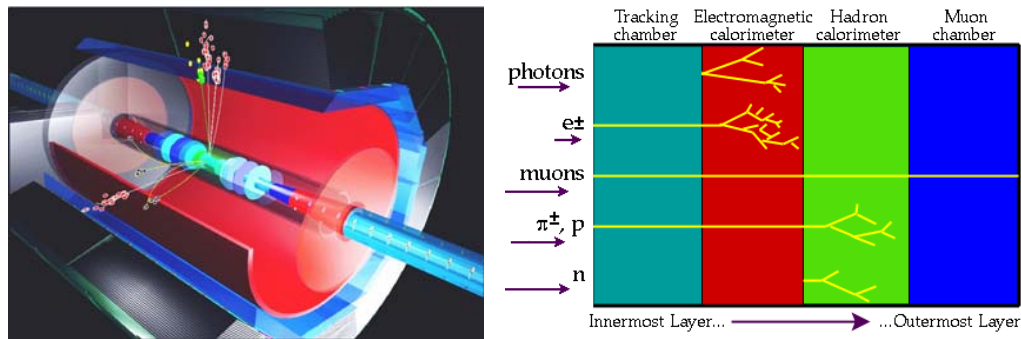 Tracking Electromagnetic Hadron Muon
chamber calorimeter calorimeter chamber
photons
e±
muons
π±, p
n
Innermost Layer... ...Outermost Layer